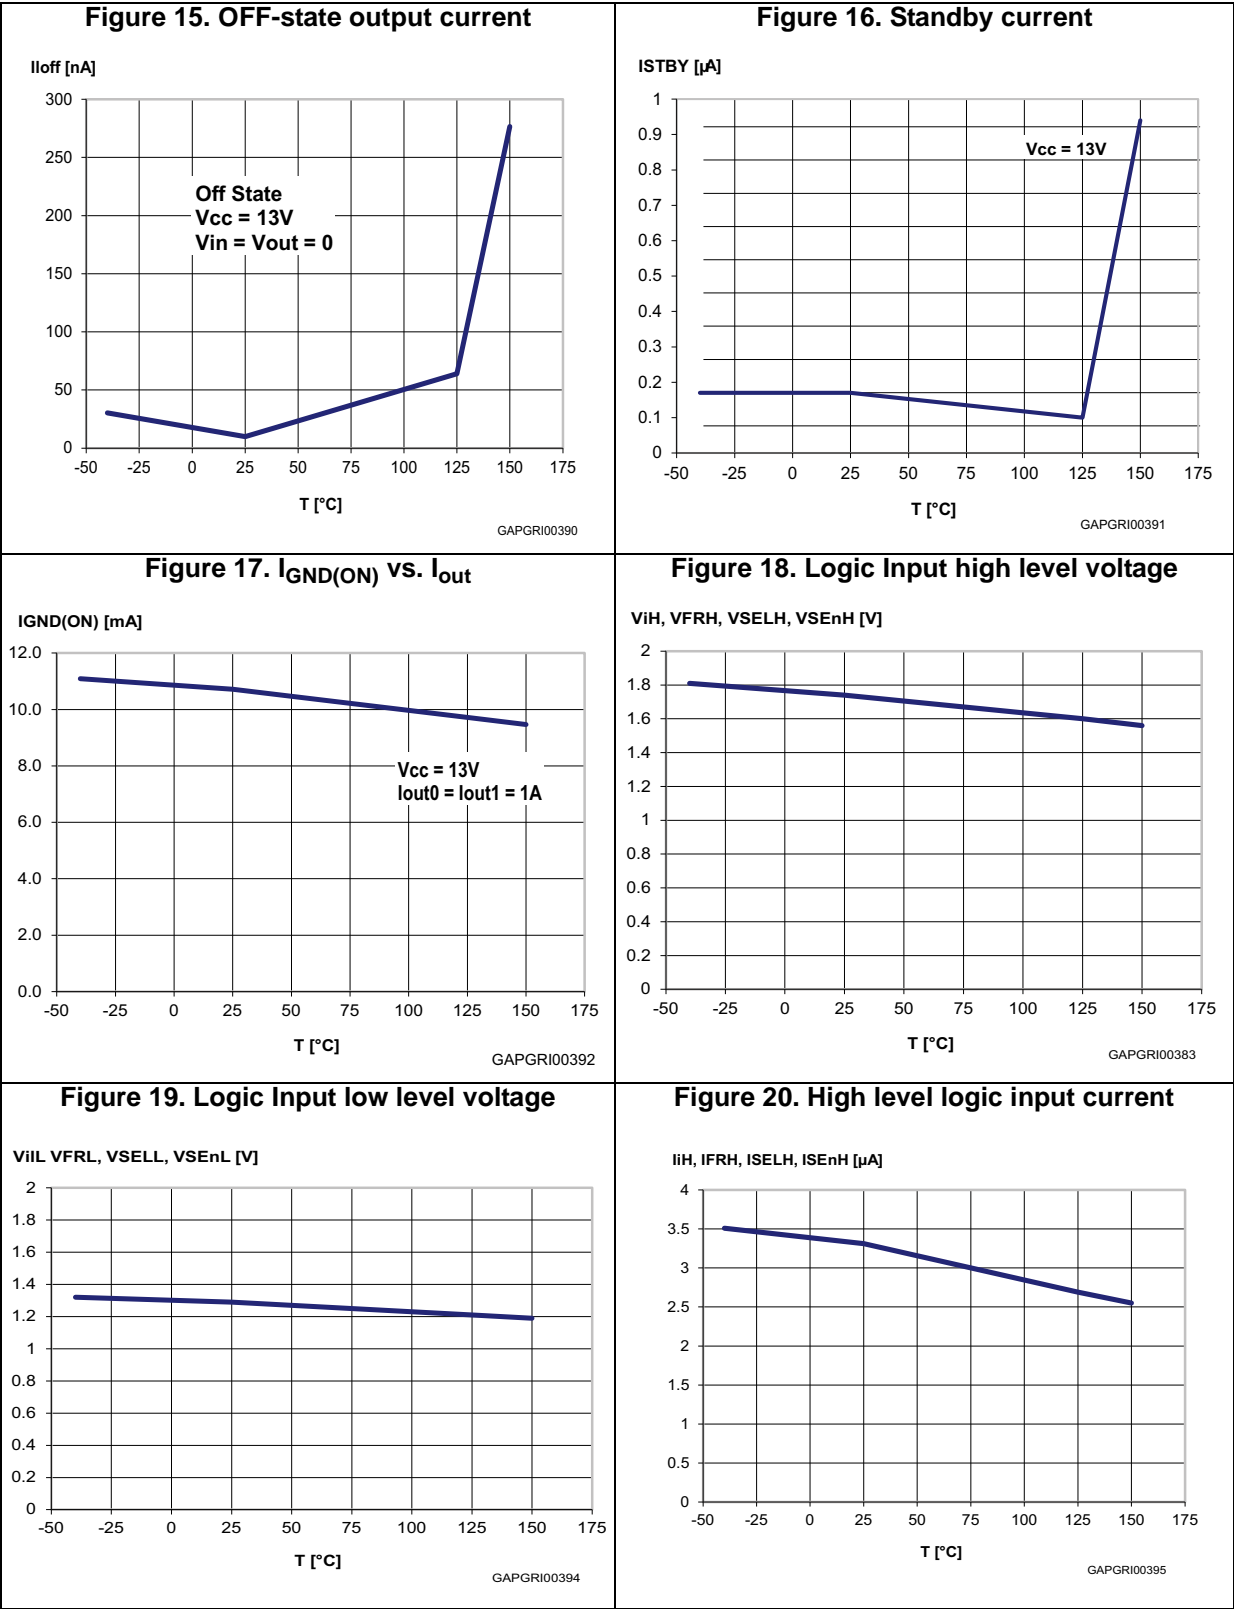 Figure 15. OFF-state output current
Iloff [nA]
300
250
200
150
100
50
0
Off State
Vcc = 13V
Vin = Vout = 0
-50 -25 0 25 50 75 100 125 150 175
T [°C]
GAPGRI00390
Figure 16. Standby current
ISTBY [µA]
1
0.9
0.8
0.7
0.6
0.5
0.4
0.3
0.2
0.1
0
Vcc = 13V
-50 -25 0 25 50 75 100 125 150 175
T [°C]
GAPGRI00391
Figure 17. IGND(ON) vs. Iout
IGND(ON) [mA]
12.0
10.0
8.0
6.0
4.0
2.0
0.0
Vcc = 13V
Iout0 = Iout1 = 1A
-50 -25 0 25 50 75 100 125 150 175
T [°C]
GAPGRI00392
Figure 18. Logic Input high level voltage
ViH, VFRH, VSELH, VSEnH [V]
2
1.8
1.6
1.4
1.2
1
0.8
0.6
0.4
0.2
0
-50 -25 0 25 50 75 100 125 150 175
T [°C]
GAPGRI00383
Figure 19. Logic Input low level voltage
VilL VFRL, VSELL, VSEnL [V]
2
1.8
1.6
1.4
1.2
1
0.8
0.6
0.4
0.2
0
-50 -25 0 25 50 75 100 125 150 175
T [°C]
GAPGRI00394
Figure 20. High level logic input current
IiH, IFRH, ISELH, ISEnH [µA]
4
3.5
3
2.5
2
1.5
1
0.5
0
-50 -25 0 25 50 75 100 125 150 175
T [°C]
GAPGRI00395